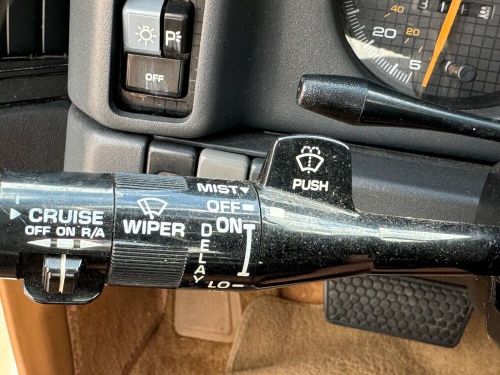 P
OFF
40
20
20
5
MIST
OFF
ON
DELAY
LO
PUSH
CRUISE
OFF ON R/A
WIPER